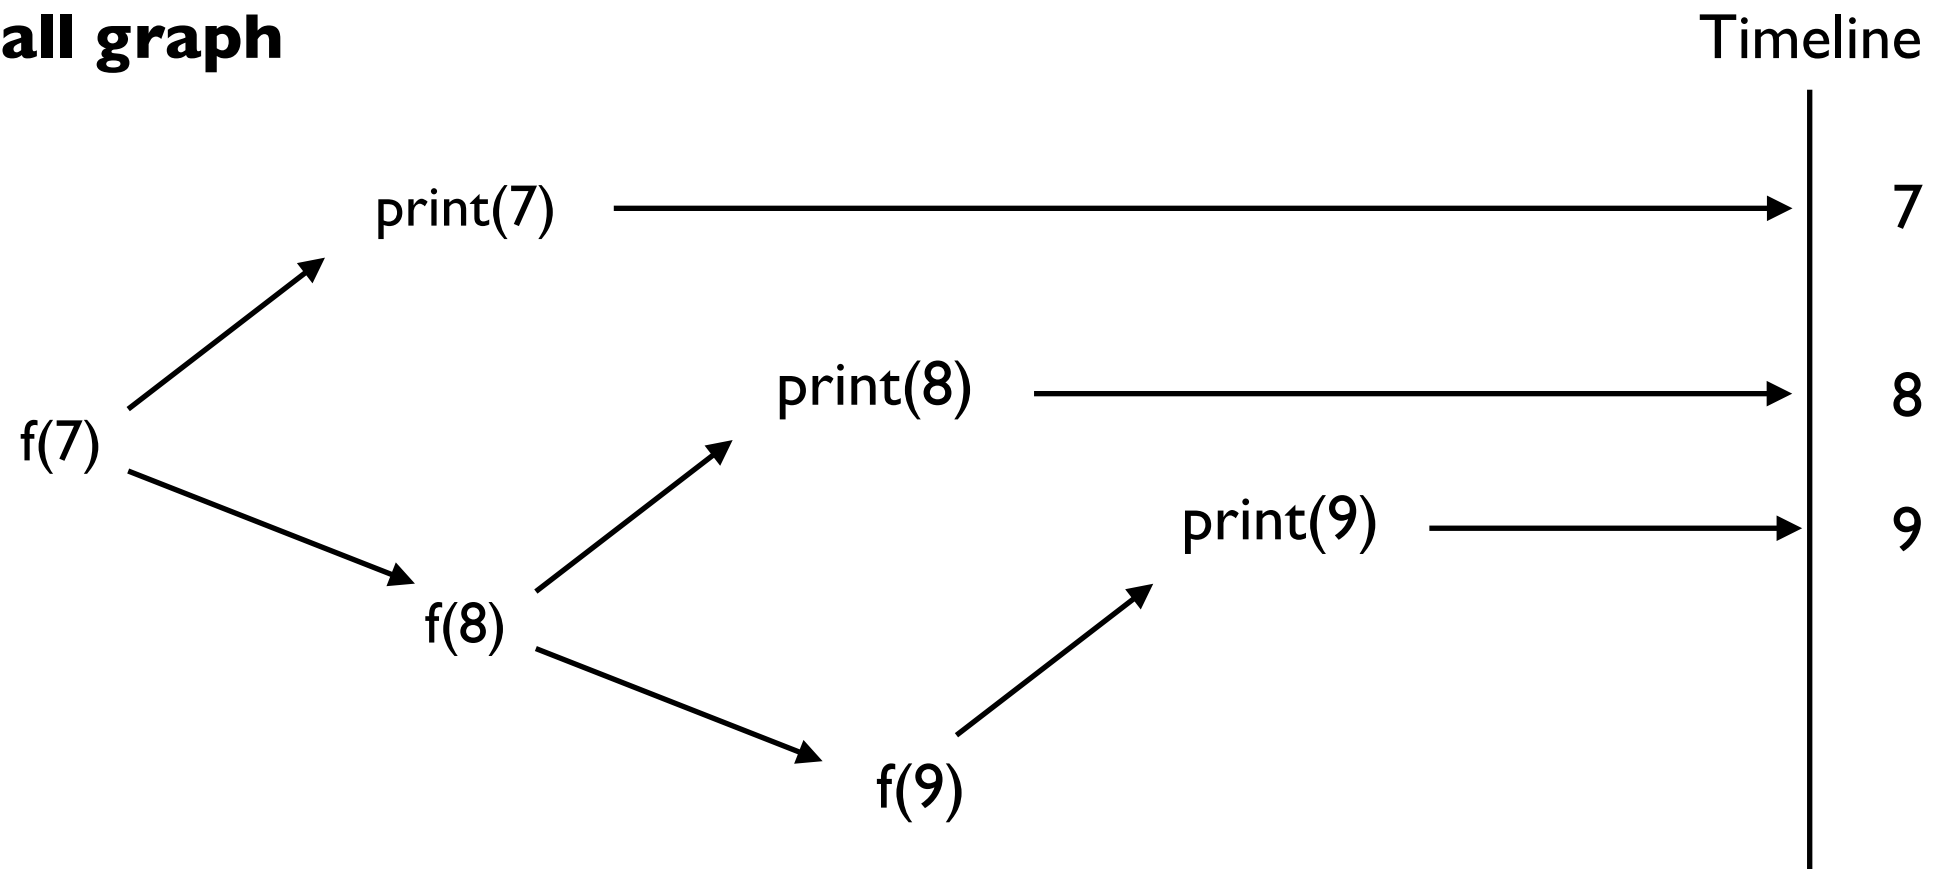 all graph
Timeline
print(7)
7
print(8)
8
f(7)
print(9)
9
f(8)
f(9)